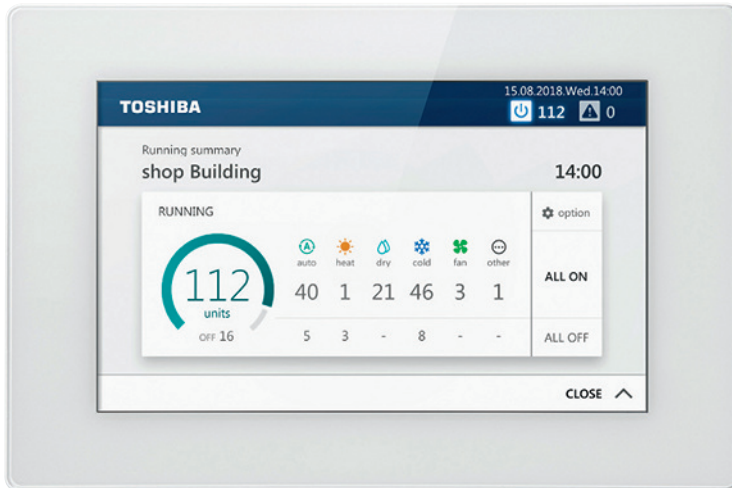 15.08.2018.Wed.14:00
TOSHIBA
112 0
Running summary
shop Building 14:00
RUNNING
option
A
auto heat dry cold fan other
112 40 1 21 46 3 1
ALL ON
units
OFF 16 5 3 - 8 - - ALL OFF
CLOSE